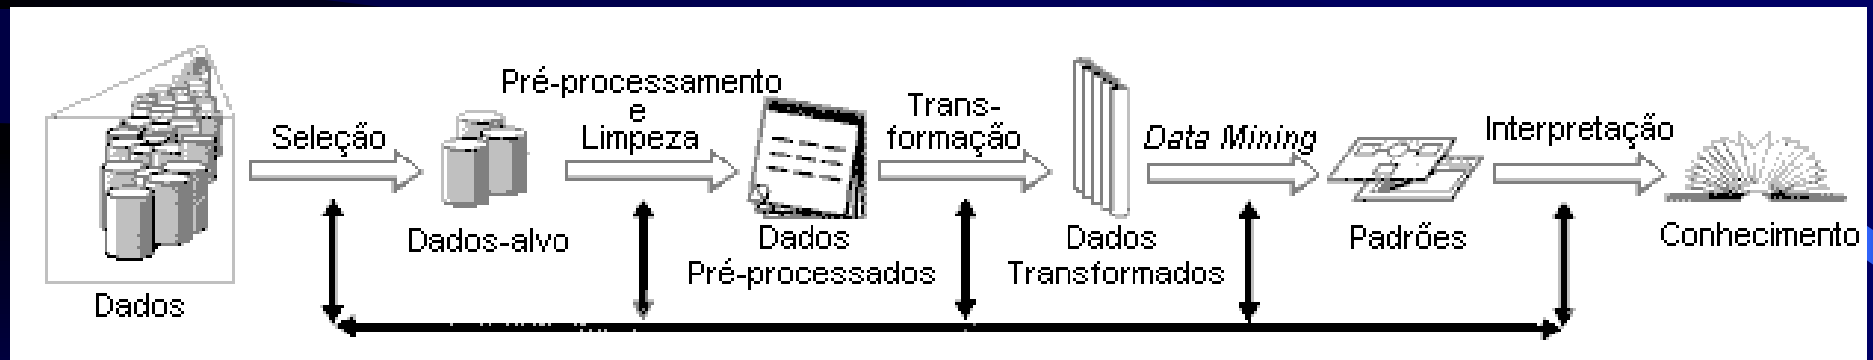 Dados
Seleção
Dados-alvo
Pré-processamento
e
Limpeza
Dados
Pré-processados
Trans-
formação
Dados
Transformados
Data Mining
Padrões
Interpretação
Conhecimento